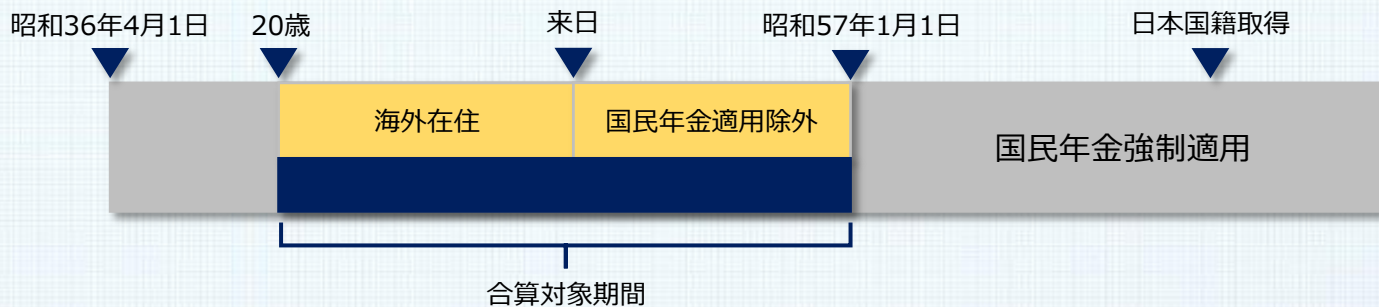 昭和36年4月1日
20歳
来日
昭和57年1月1日
日本国籍取得
海外在住
国民年金適用除外
国民年金強制適用
合算対象期間